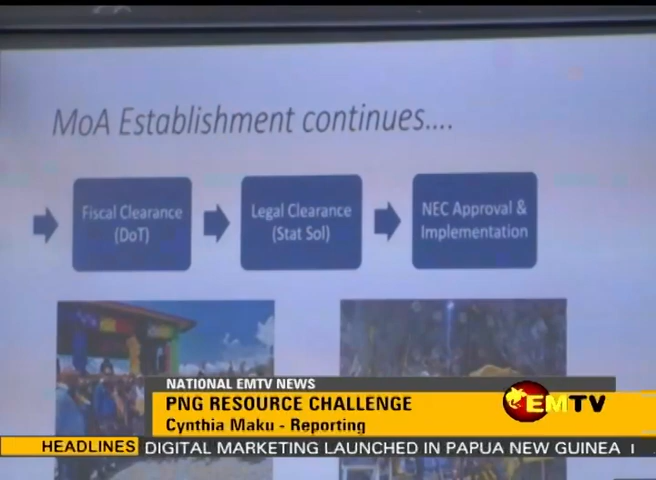 MoA Establishment continues....
Fiscal Clearance
(DoT)
Legal Clearance
(Stat Sol)
NEC Approval &
Implementation
NATIONAL EMTV NEWS
PNG RESOURCE CHALLENGE
Cynthia Maku - Reporting
EMTV
HEADLINES DIGITAL MARKETING LAUNCHED IN PAPUA NEW GUINEA I